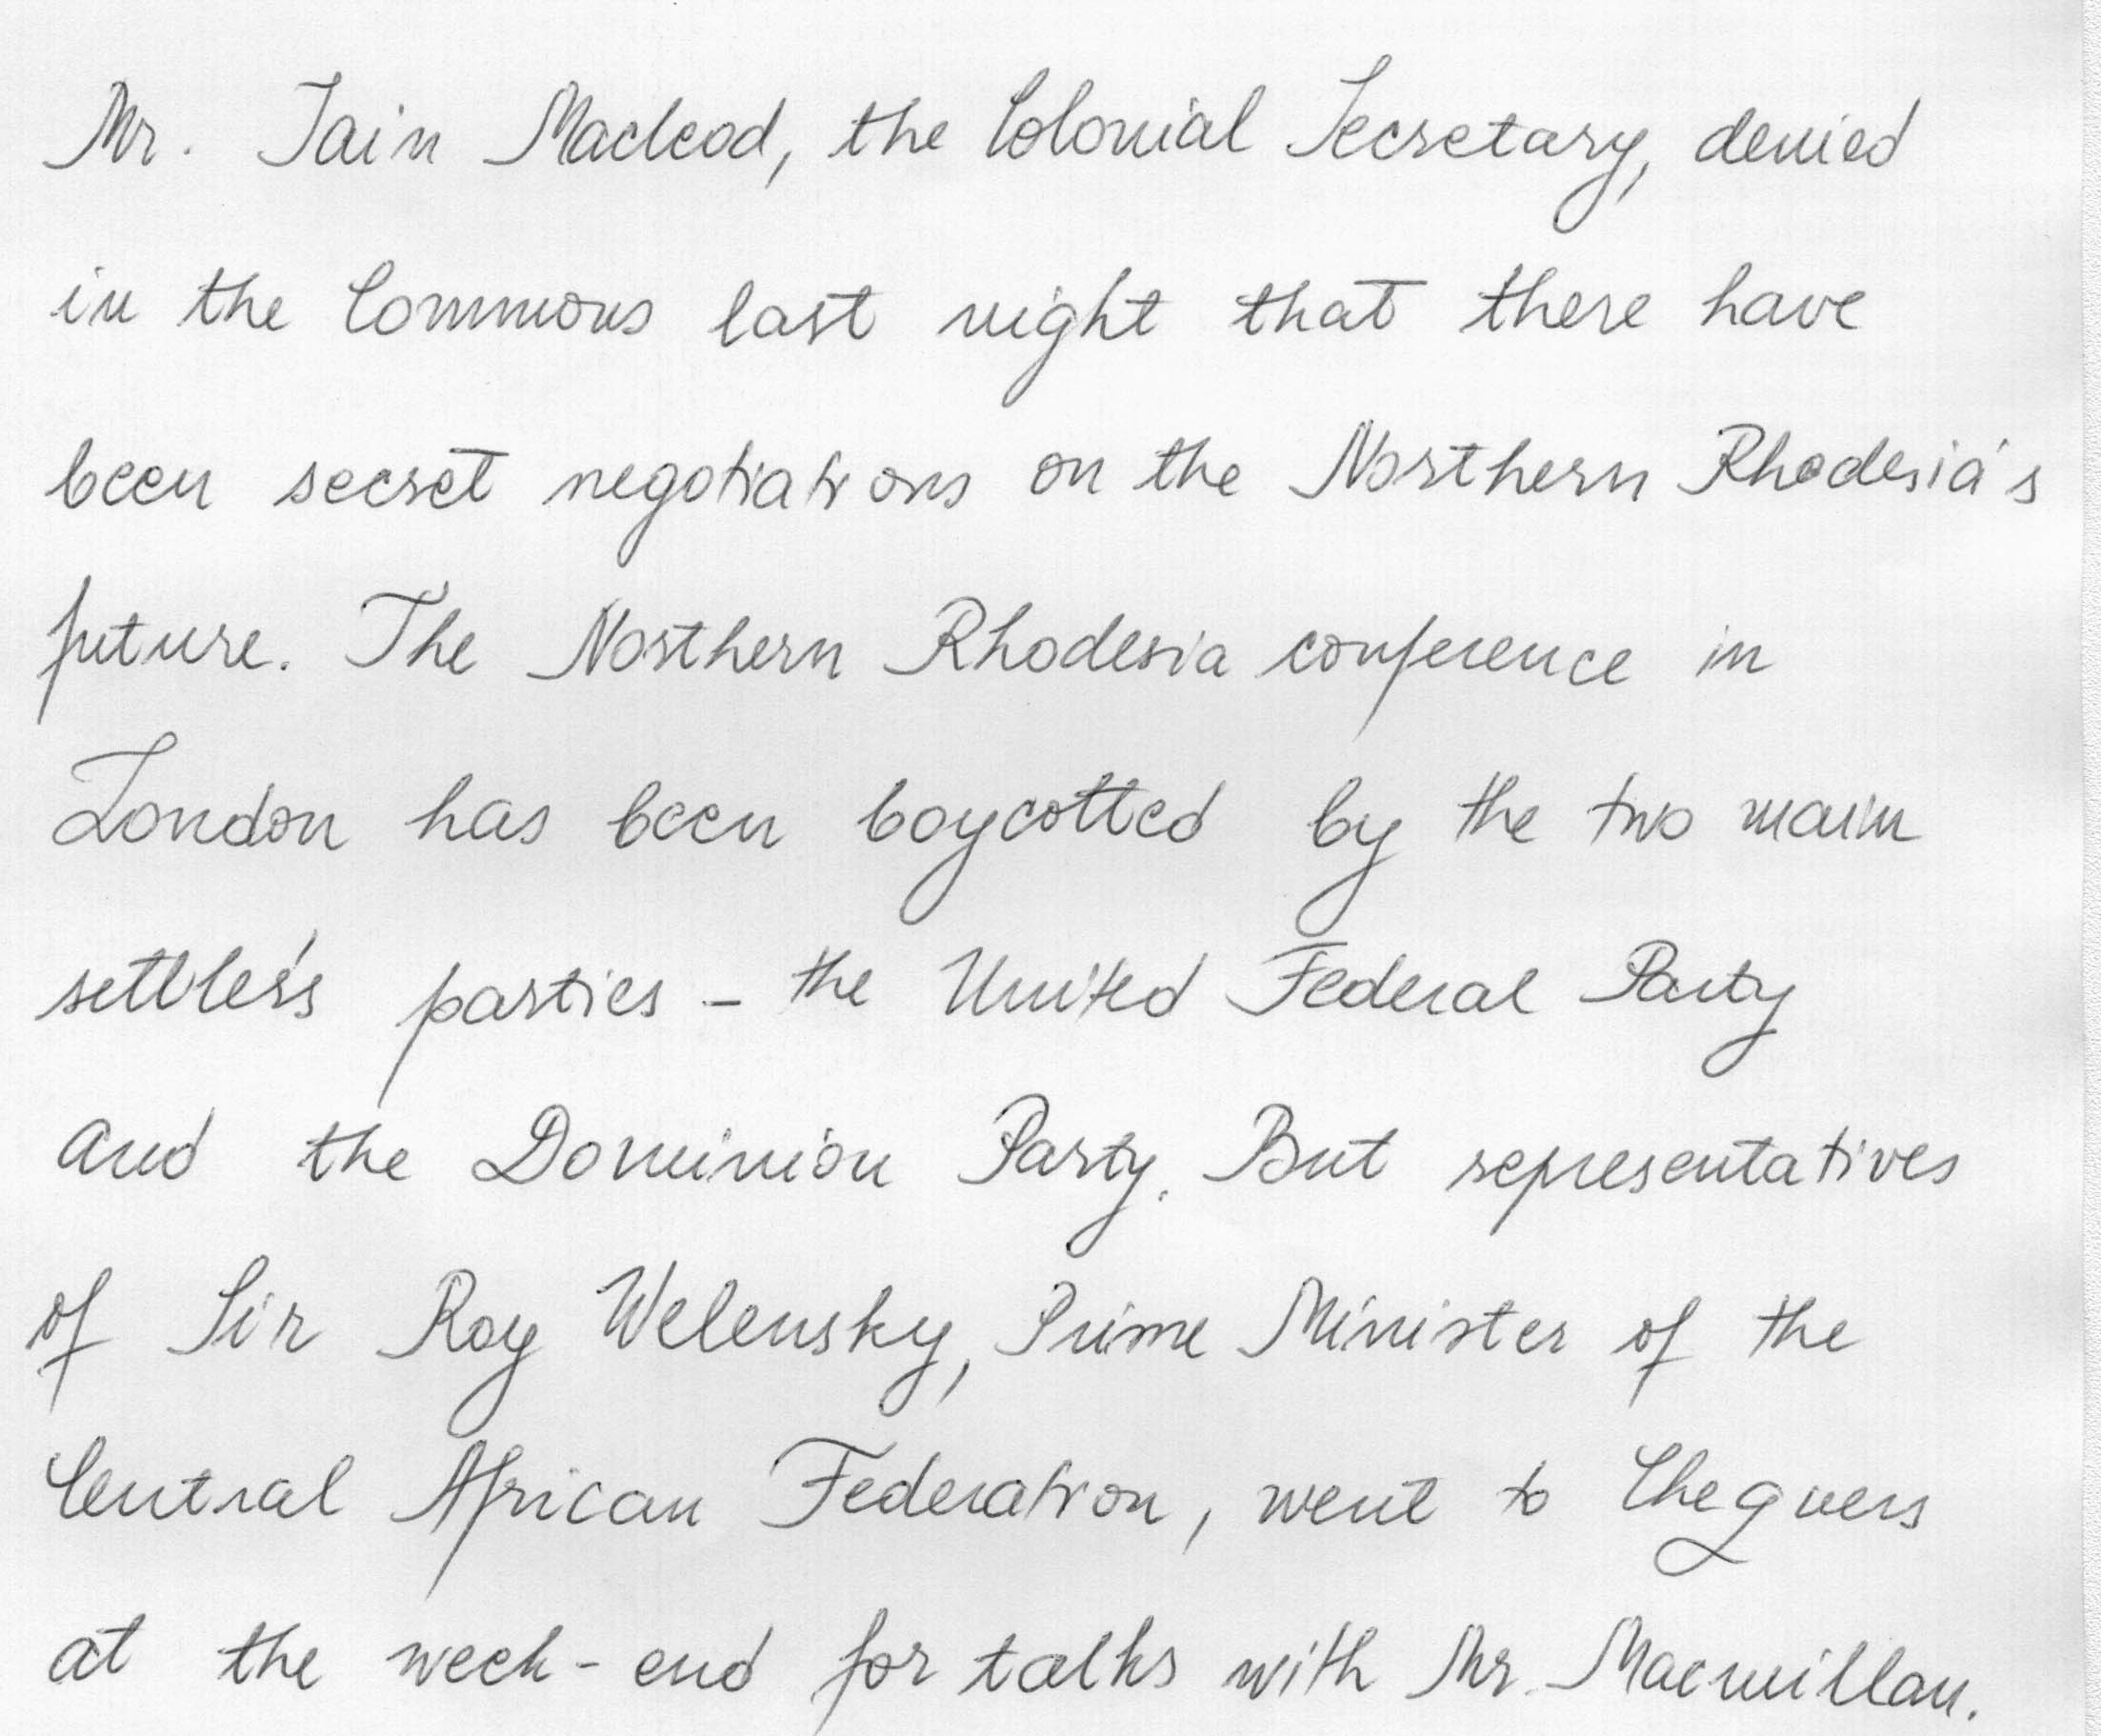 Mr. Iain Macleod, the Colonial Secretary, denied
in the Commons last night that there have
been secret negotiations on the Northern Rhodesia's
future. The Northern Rhodesia conference in
London has been boycotted by the two main
settlers's parties - the United Federal Party
and the Dominion Party. But representatives
of Sir Roy Welensky, Prime Minister of the
Central African Federation, went to Chequers
at the week-end for talks with Mr. Macmillan.